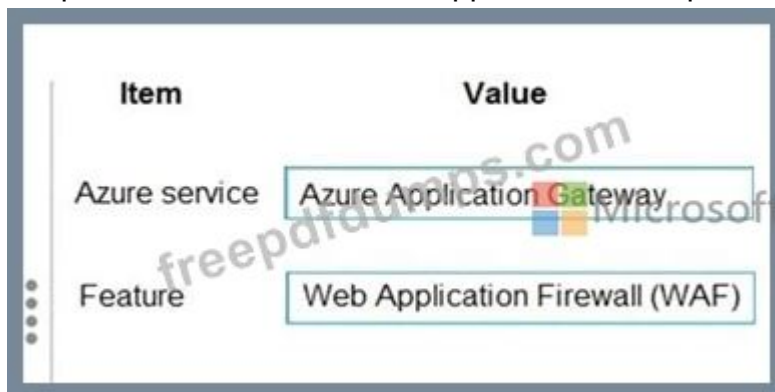 Item Value
Azure service Azure Application Gateway
Microsoft
freepdfdumps.com
Feature Web Application Firewall (WAF)